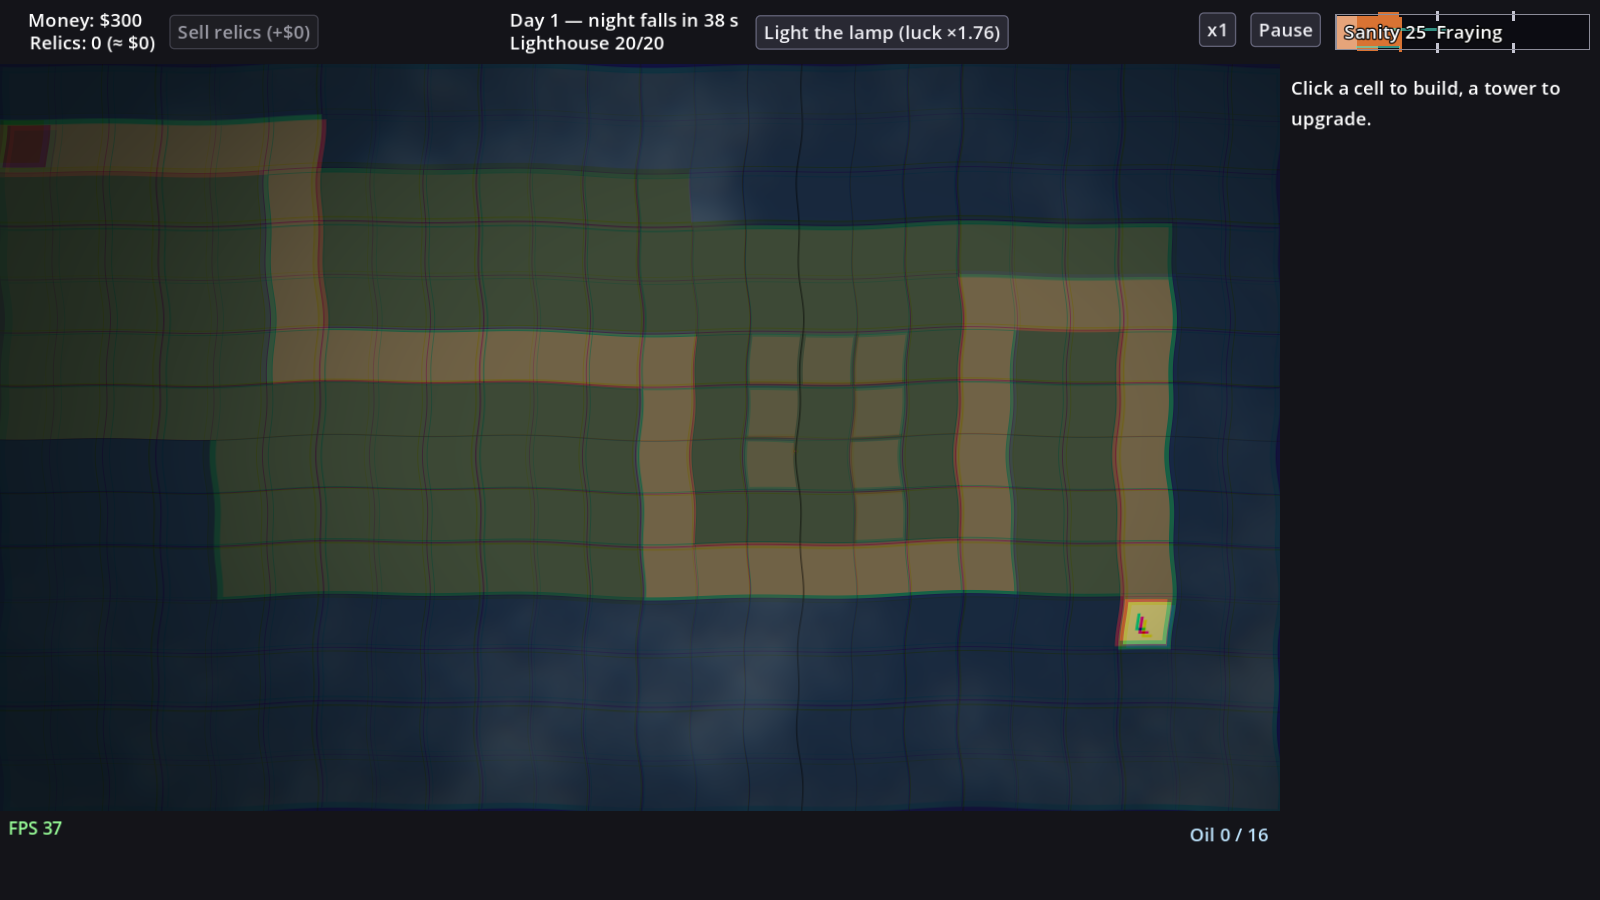 Money: $300
Relics: 0 (≈ $0)
Sell relics (+$0)
Day 1 — night falls in 38 s
Lighthouse 20/20
Light the lamp (luck ×1.76)
x1
Pause
Sanity 25 Fraying
Click a cell to build, a tower to
upgrade.
L
FPS 37
Oil 0 / 16